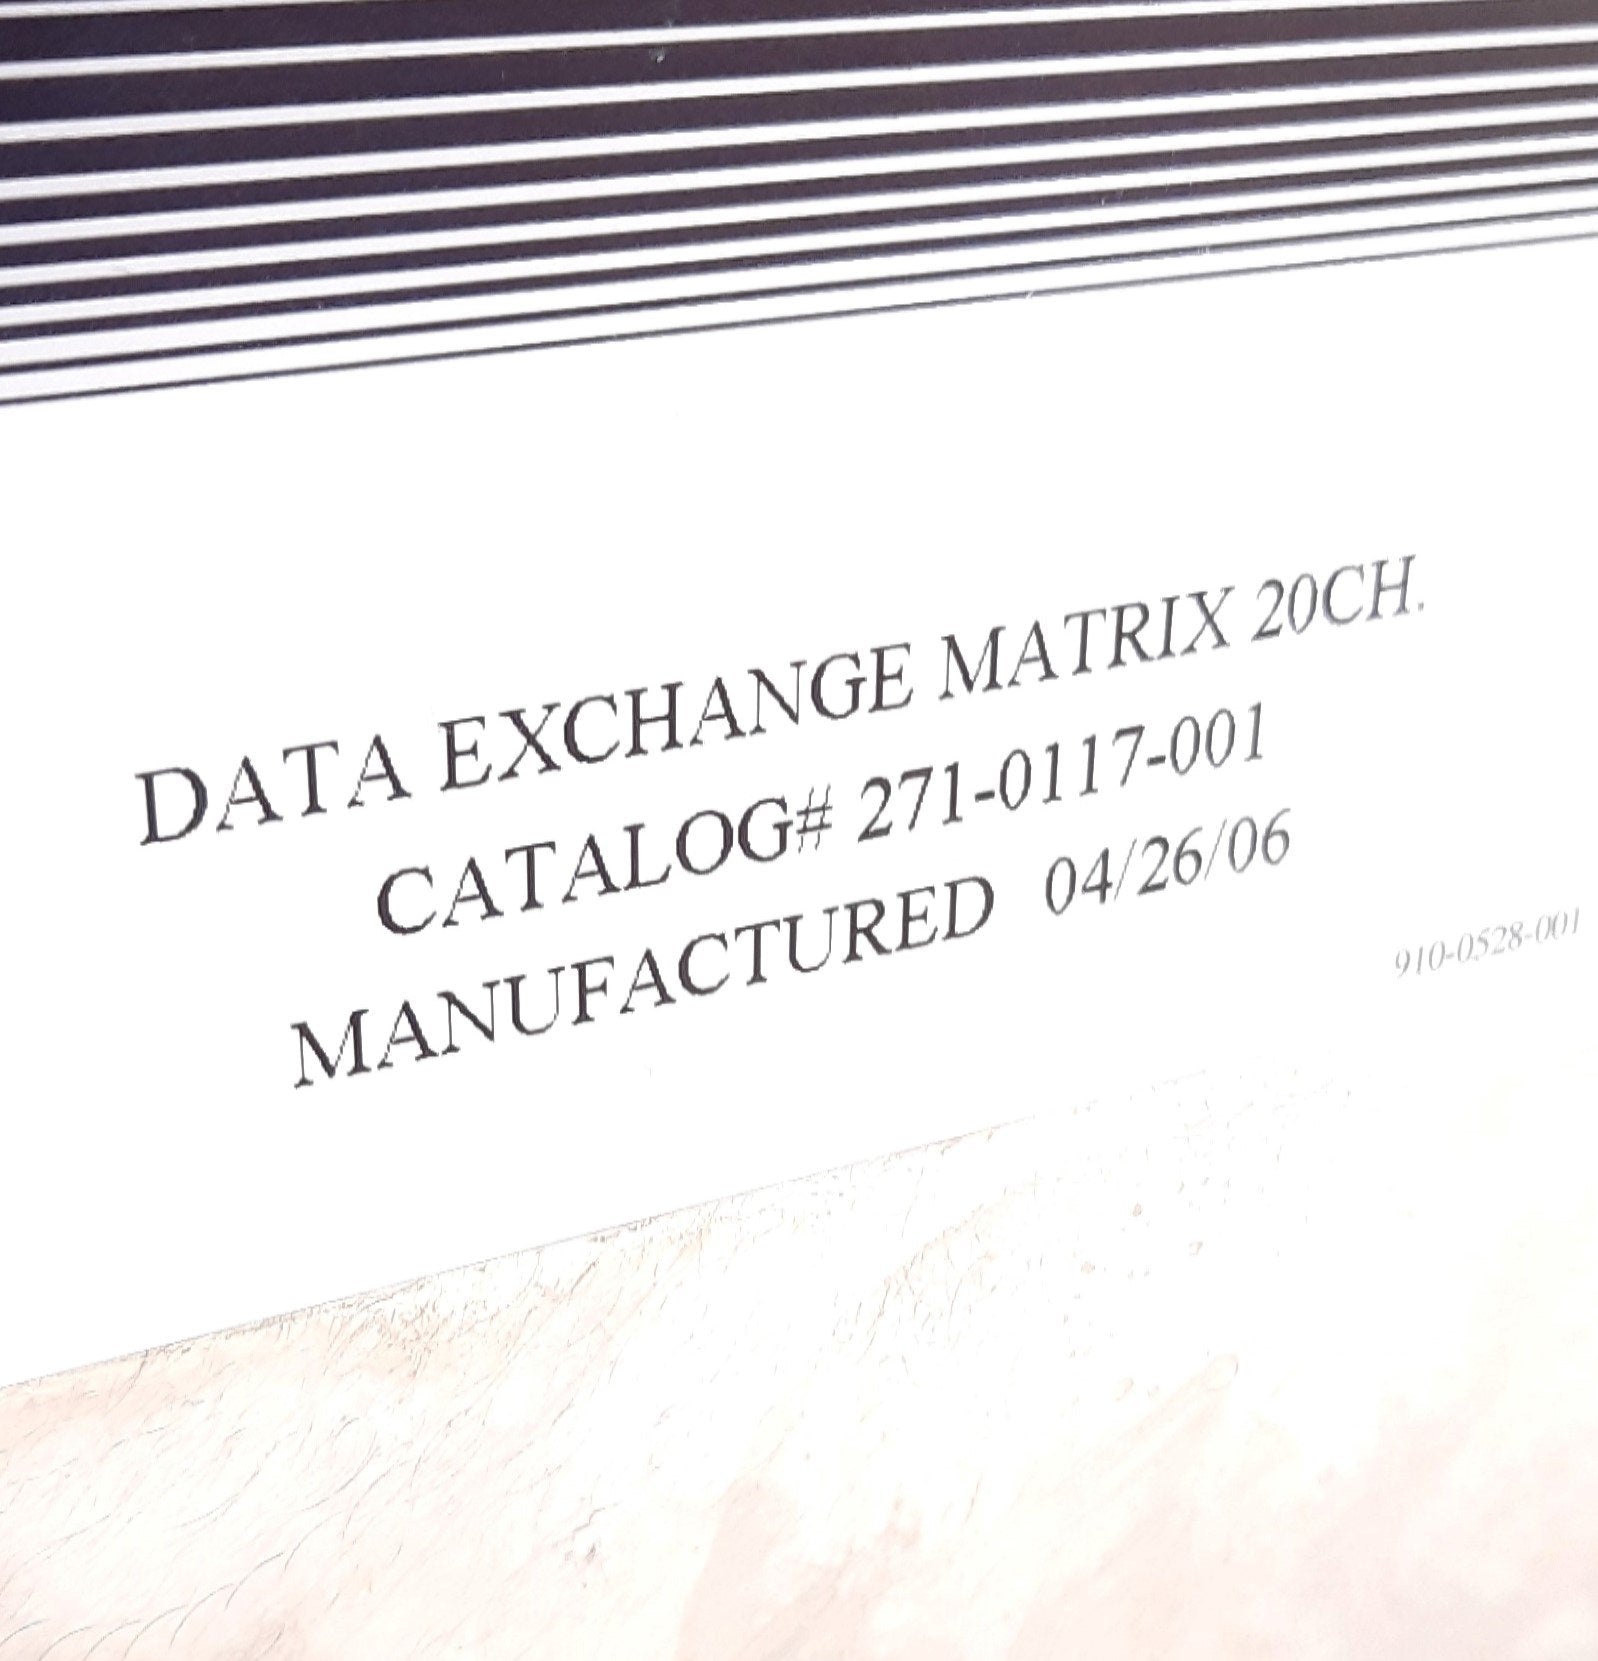 DATA EXCHANGE MATRIX 20CH.
CATALOG# 271-0117-001
MANUFACTURED 04/26/06
910-0528-001